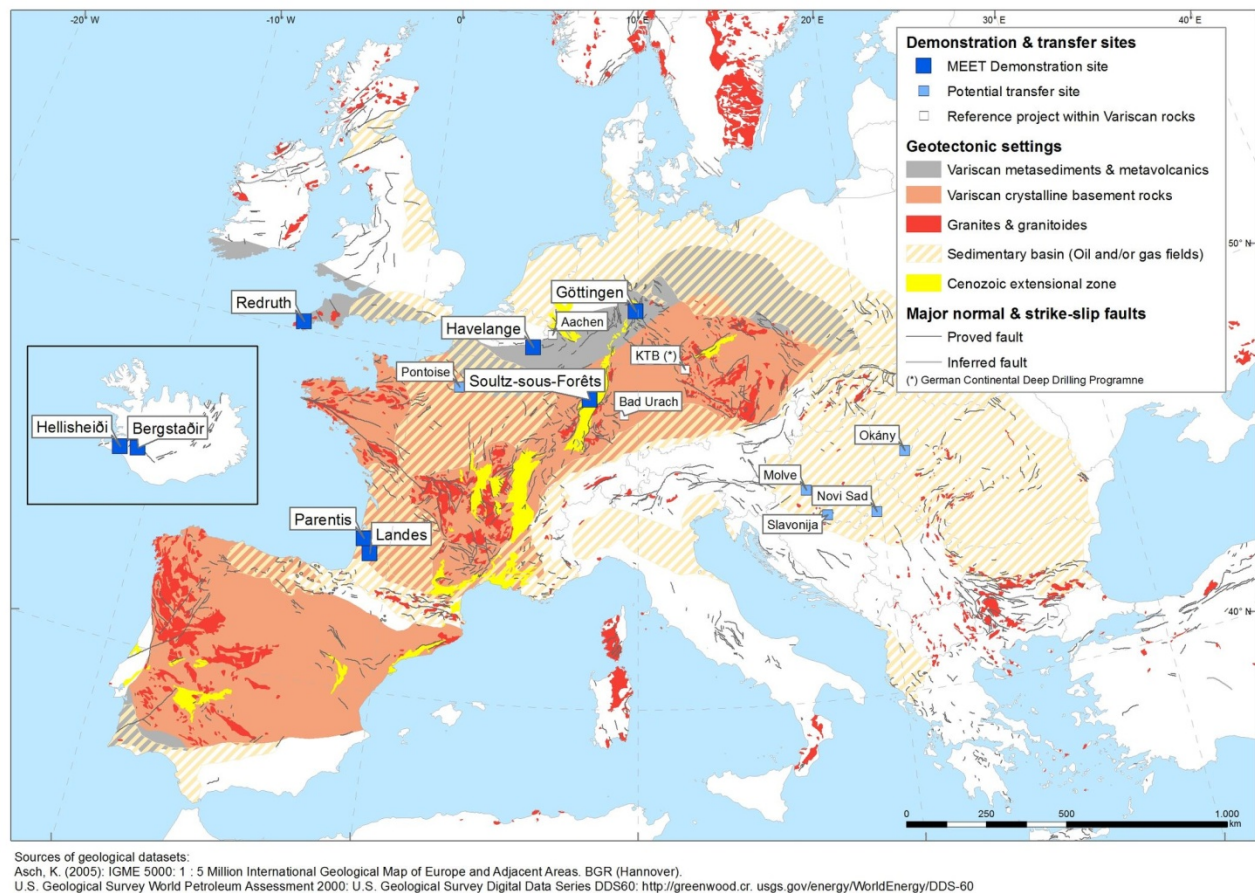 -20° W
-10° W
0°
10° E
20 E
30° E
40° E
Demonstration & transfer sites
MEET Demonstration site
Potential transfer site
Reference project within Variscan rocks
Geotectonic settings
Variscan metasediments & metavolcanics
Variscan crystalline basement rocks
Granites & granitoides
Sedimentary basin (Oil and/or gas fields)
Cenozoic extensional zone
Major normal & strike-slip faults
Proved fault
Inferred fault
(*) German Continental Deep Drilling Programne
50° N
Redruth
Göttingen
Aachen
Havelange
KTB (*)
Pontoise
Soultz-sous-Forêts
Bad Urach
Hellisheiði
Bergstaðir
Okány
Molve
Novi Sad
Slavonija
Parentis
Landes
40° N
0 250 500 1.000
km
Sources of geological datasets:
Asch, K. (2005): IGME 5000: 1 : 5 Million International Geological Map of Europe and Adjacent Areas. BGR (Hannover).
U.S. Geological Survey World Petroleum Assessment 2000: U.S. Geological Survey Digital Data Series DDS60: http://greenwood.cr. usgs.gov/energy/WorldEnergy/DDS-60